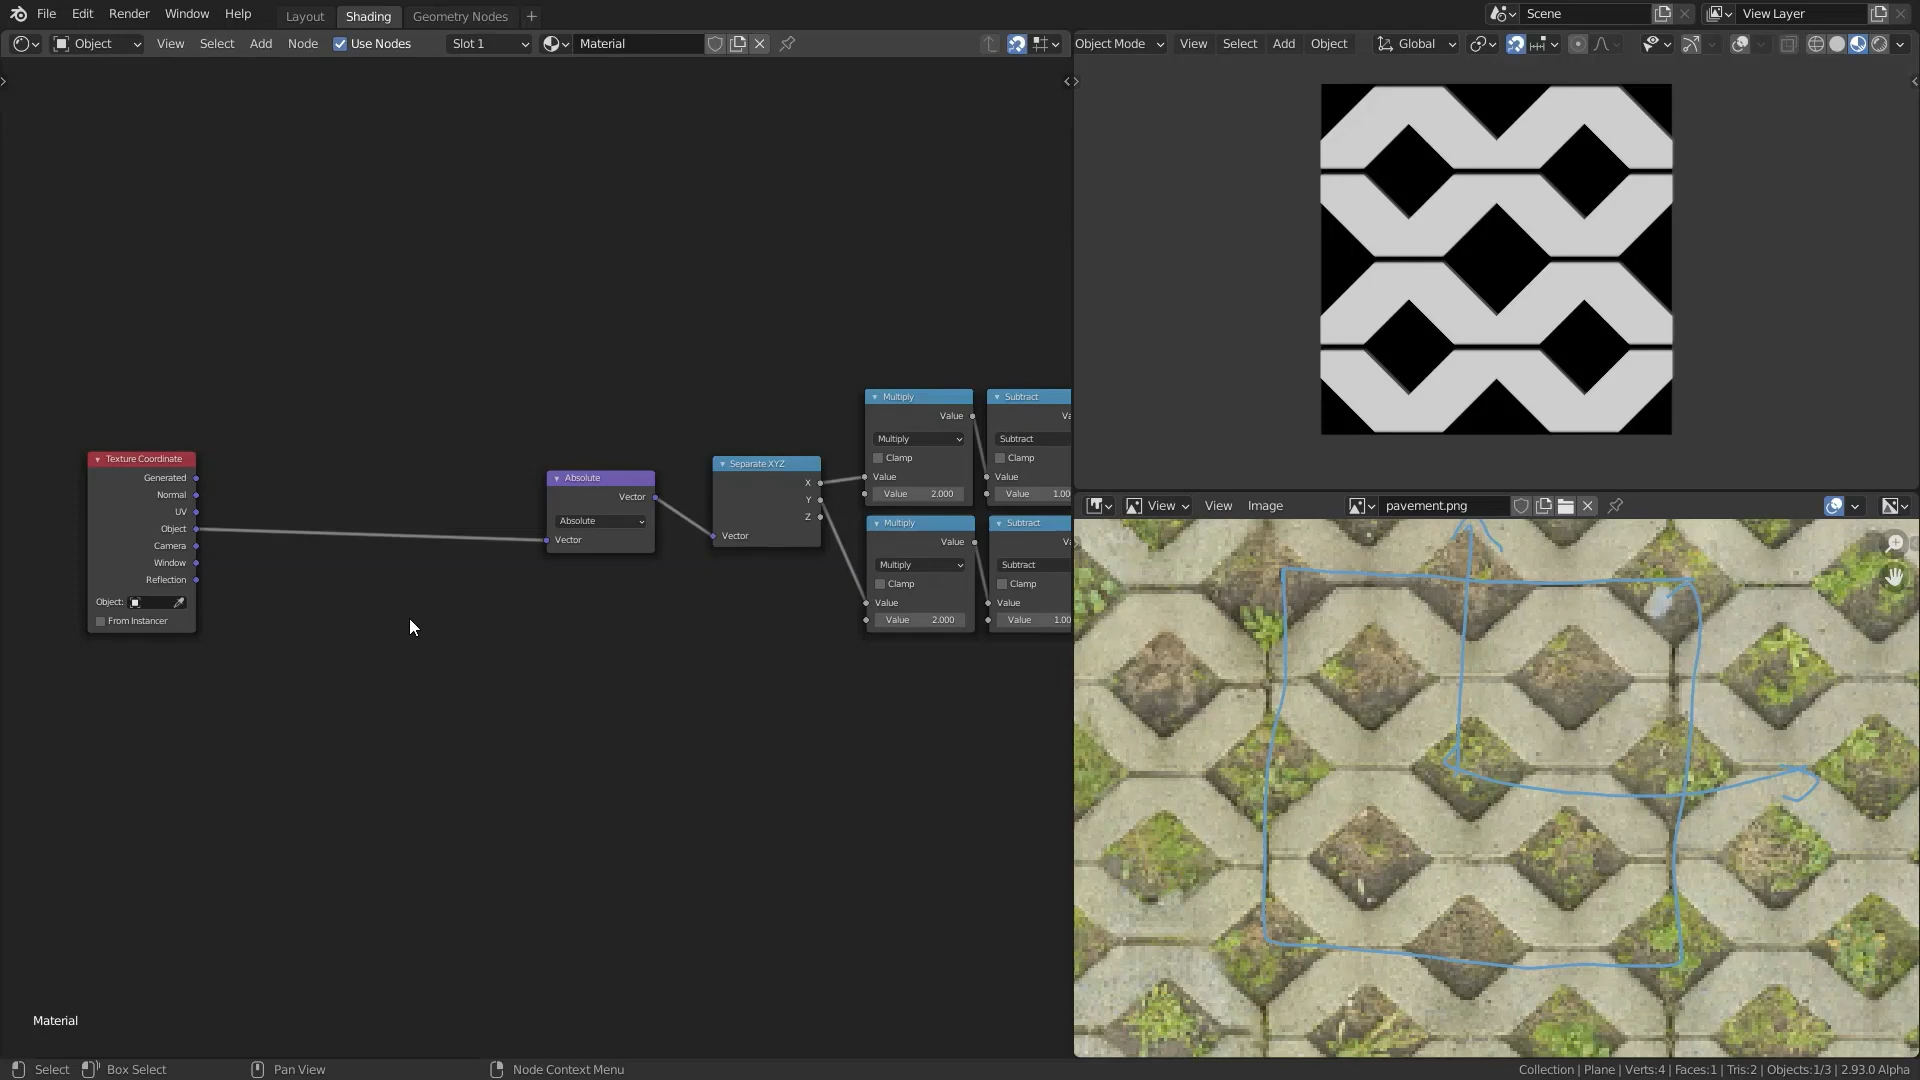 File Edit Render Window Help Layout Shading Geometry Nodes + Scene View Layer
Object View Select Add Node Use Nodes Slot 1 Material Object Mode View Select Add Object Global
Texture Coordinate
Generated
Normal
UV
Object
Camera
Window
Reflection
Object:
From Instancer
Absolute
Vector
Absolute
Vector
Separate XYZ
X
Y
Z
Vector
Multiply
Value
Multiply
Clamp
Value
Value 2.000
Subtract
Va
Subtract
Clamp
Value
Value 1.00
Multiply
Value
Multiply
Clamp
Value
Value 2.000
Subtract
Va
Subtract
Clamp
Value
Value 1.00
View View Image pavement.png
Material
Select Box Select Pan View Node Context Menu Collection | Plane | Verts:4 | Faces:1 | Tris:2 | Objects:1/3 | 2.93.0 Alpha